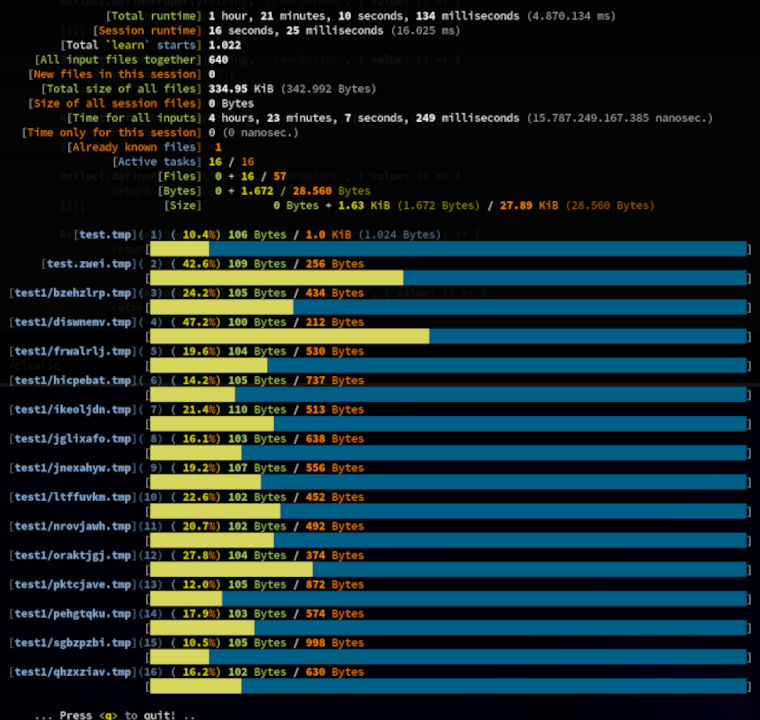 [Total runtime] 1 hour, 21 minutes, 10 seconds, 134 milliseconds (4.870.134 ms)
[Session runtime] 16 seconds, 25 milliseconds (16.025 ms)
[Total `learn` starts] 1.022
[All input files together] 640
[New files in this session] 0
[Total size of all files] 334.95 KiB (342.992 Bytes)
[Size of all session files] 0 Bytes
[Time for all inputs] 4 hours, 23 minutes, 7 seconds, 249 milliseconds (15.787.249.167.385 nanosec.)
[Time only for this session] 0 (0 nanosec.)
[Already known files] 1
[Active tasks] 16 / 16
[Files] 0 + 16 / 57
[Bytes] 0 + 1.672 / 28.560 Bytes
[Size] 0 Bytes + 1.63 KiB (1.672 Bytes) / 27.89 KiB (28.560 Bytes)
[test.tmp]( 1) ( 10.4%) 106 Bytes / 1.0 KiB (1.024 Bytes)
[ ]
[test.zwei]( 2) ( 42.6%) 109 Bytes / 256 Bytes
[ ]
[test1/bzehzlrp.tmp]( 3) ( 24.2%) 105 Bytes / 434 Bytes
[ ]
[test1/diswnemv.tmp]( 4) ( 47.2%) 100 Bytes / 212 Bytes
[ ]
[test1/frwalrlj.tmp]( 5) ( 19.6%) 104 Bytes / 530 Bytes
[ ]
[test1/hicpebat.tmp]( 6) ( 14.2%) 105 Bytes / 737 Bytes
[ ]
[test1/ikeoljdn.tmp]( 7) ( 21.4%) 110 Bytes / 513 Bytes
[ ]
[test1/jglixafo.tmp]( 8) ( 16.1%) 103 Bytes / 638 Bytes
[ ]
[test1/jnexahyw.tmp]( 9) ( 19.2%) 107 Bytes / 556 Bytes
[ ]
[test1/ltffuvkm.tmp](10) ( 22.6%) 102 Bytes / 452 Bytes
[ ]
[test1/nrovjawh.tmp](11) ( 20.7%) 102 Bytes / 492 Bytes
[ ]
[test1/oraktjgj.tmp](12) ( 27.8%) 104 Bytes / 374 Bytes
[ ]
[test1/pktcjave.tmp](13) ( 12.0%) 105 Bytes / 872 Bytes
[ ]
[test1/pehgtqku.tmp](14) ( 17.9%) 103 Bytes / 574 Bytes
[ ]
[test1/sgbzpzbi.tmp](15) ( 10.5%) 105 Bytes / 998 Bytes
[ ]
[test1/qhzxziav.tmp](16) ( 16.2%) 102 Bytes / 630 Bytes
[ ]
... Press <q> to quit! ..